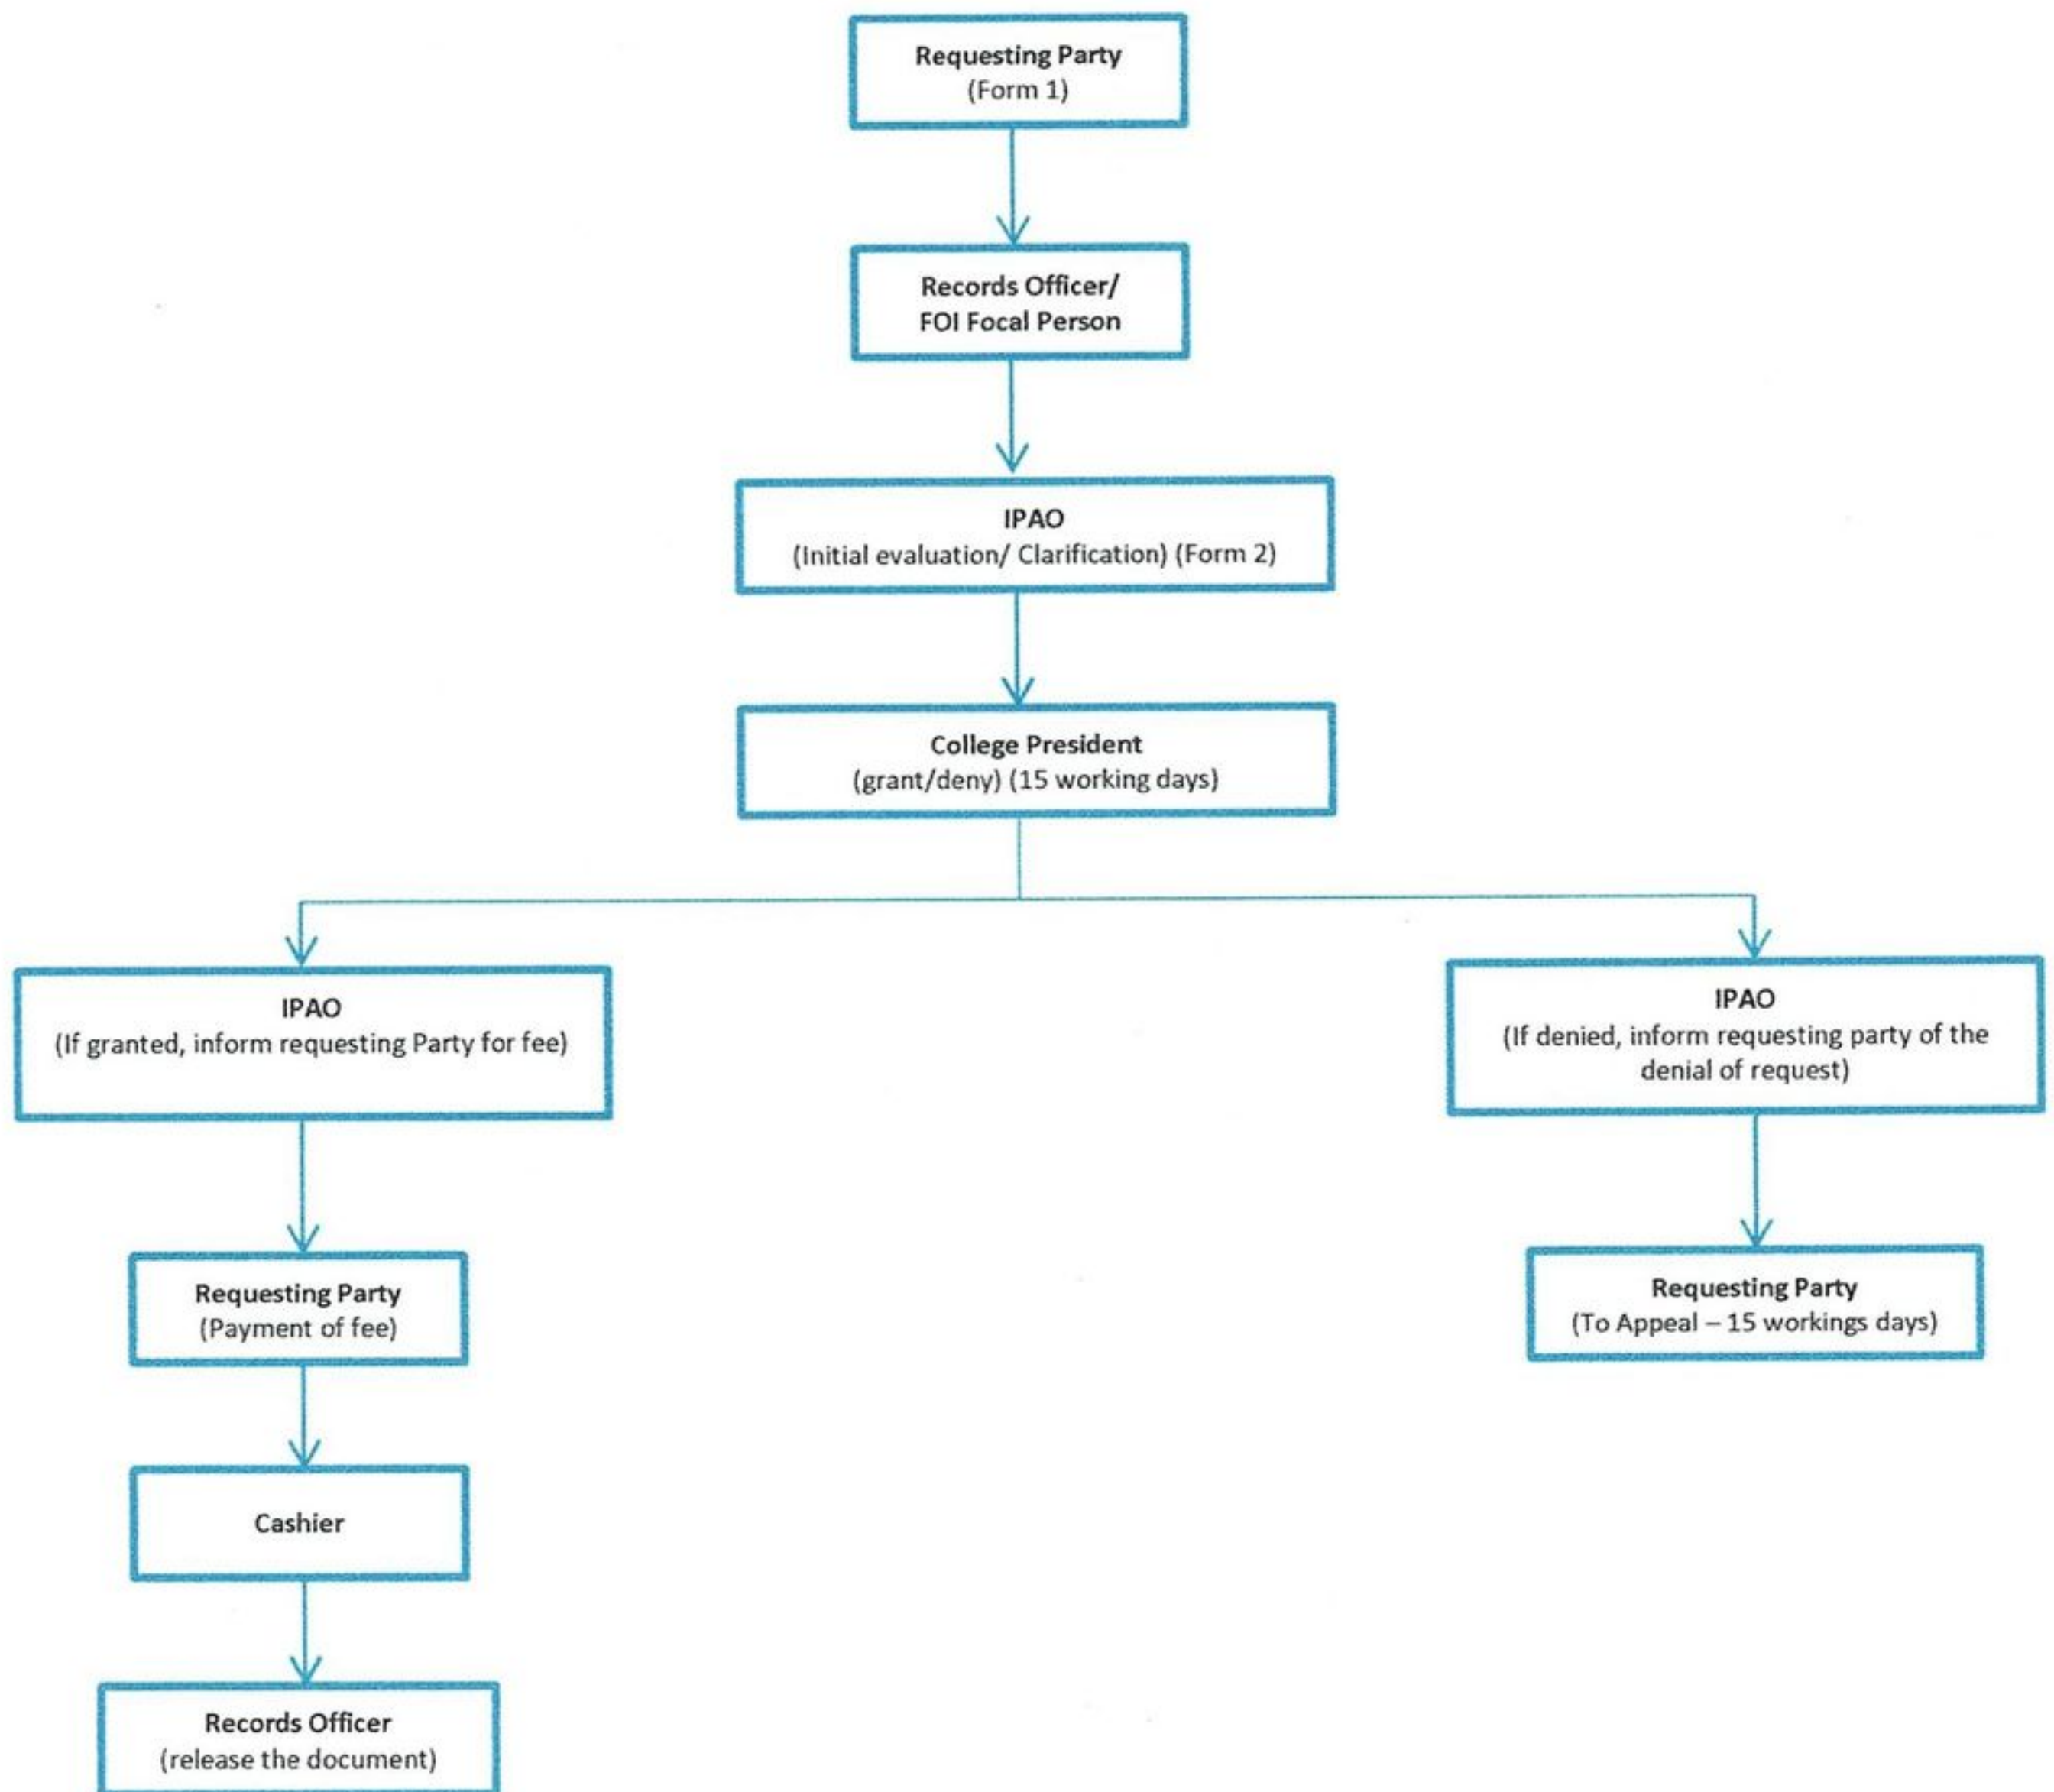 Requesting Party
(Form 1)
Records Officer/
FOI Focal Person
IPAO
(Initial evaluation/ Clarification) (Form 2)
College President
(grant/deny) (15 working days)
IPAO
(If granted, inform requesting Party for fee)
IPAO
(If denied, inform requesting party of the
denial of request)
Requesting Party
(Payment of fee)
Requesting Party
(To Appeal – 15 workings days)
Cashier
Records Officer
(release the document)